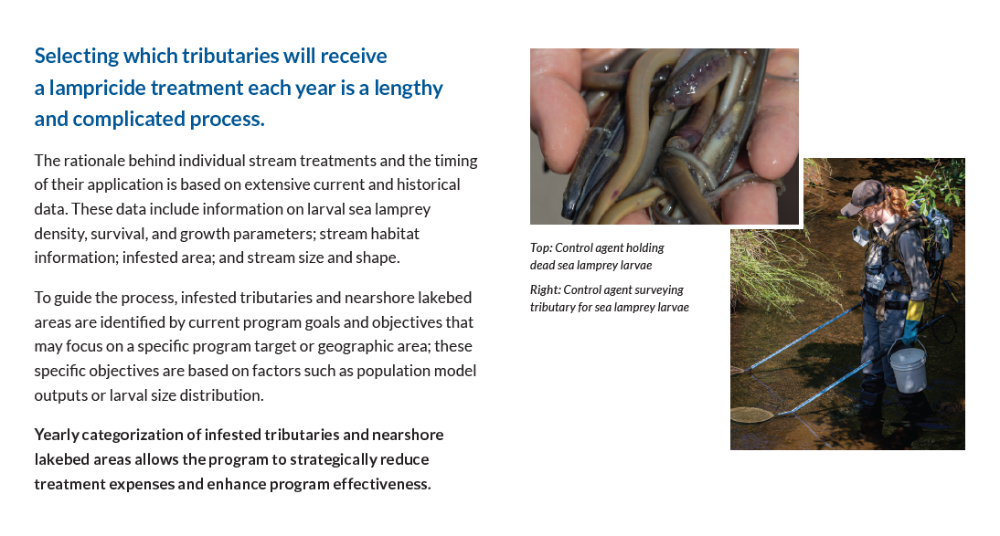 Selecting which tributaries will receive
a lampricide treatment each year is a lengthy
and complicated process.
The rationale behind individual stream treatments and the timing
of their application is based on extensive current and historical
data. These data include information on larval sea lamprey
density, survival, and growth parameters; stream habitat
information; infested area; and stream size and shape.
To guide the process, infested tributaries and nearshore lakebed
areas are identified by current program goals and objectives that
may focus on a specific program target or geographic area; these
specific objectives are based on factors such as population model
outputs or larval size distribution.
Yearly categorization of infested tributaries and nearshore
lakebed areas allows the program to strategically reduce
treatment expenses and enhance program effectiveness.
Top: Control agent holding
dead sea lamprey larvae
Right: Control agent surveying
tributary for sea lamprey larvae